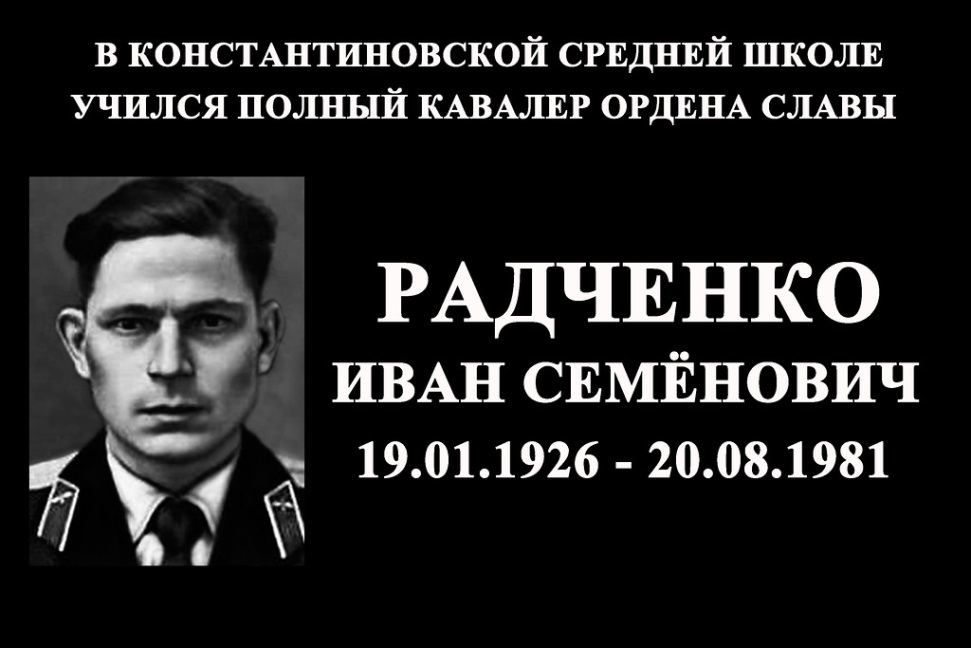 В КОНСТАНТИНОВСКОЙ СРЕДНЕЙ ШКОЛЕ
УЧИЛСЯ ПОЛНЫЙ КАВАЛЕР ОРДЕНА СЛАВЫ
РАДЧЕНКО
ИВАН СЕМЁНОВИЧ
19.01.1926 - 20.08.1981